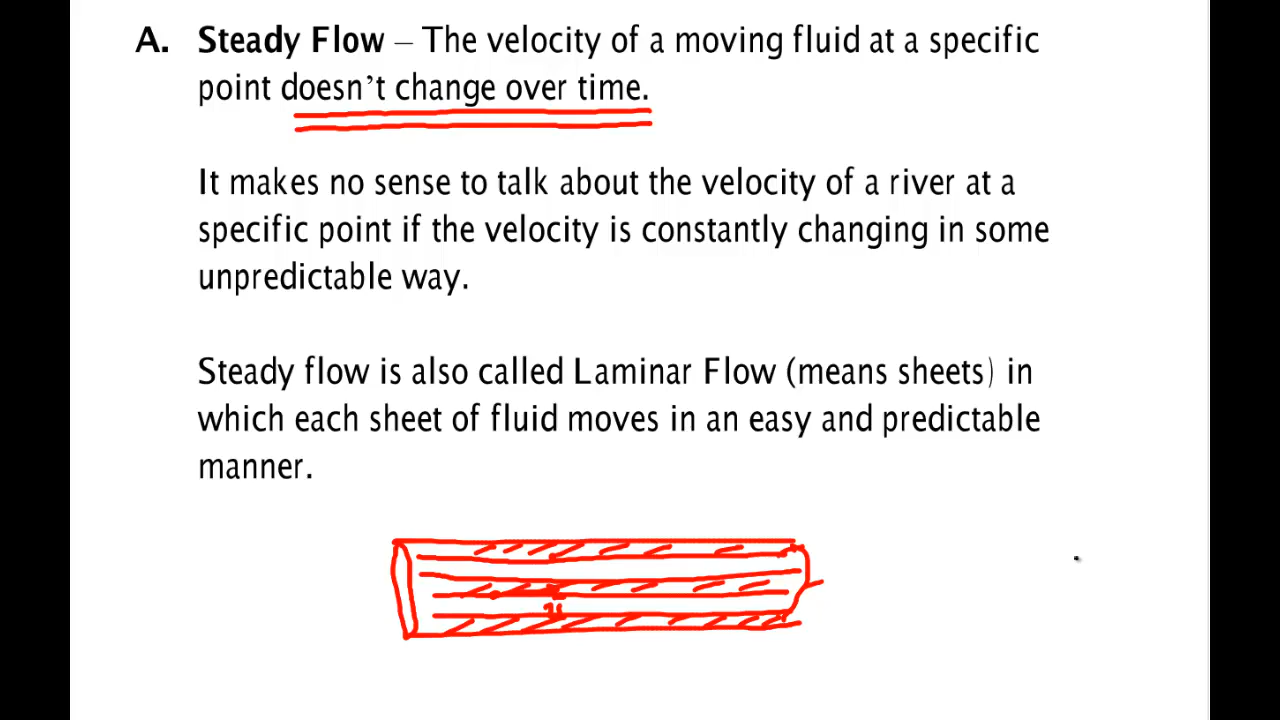 A. Steady Flow – The velocity of a moving fluid at a specific
point doesn't change over time.
It makes no sense to talk about the velocity of a river at a
specific point if the velocity is constantly changing in some
unpredictable way.
Steady flow is also called Laminar Flow (means sheets) in
which each sheet of fluid moves in an easy and predictable
manner.